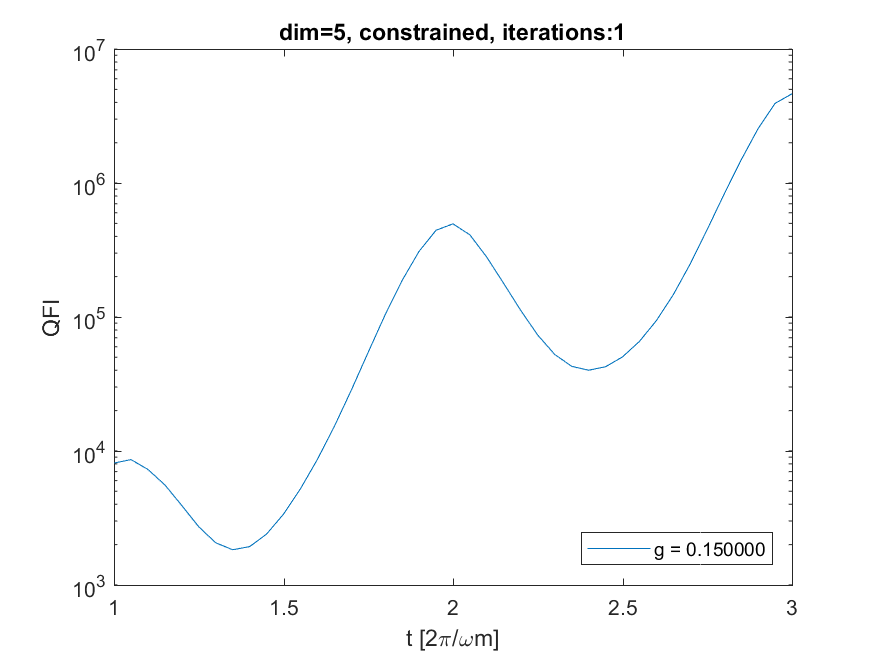 dim=5, constrained, iterations:1
10^7
10^6
10^5
10^4
10^3
QFI
g = 0.150000
1
1.5
2
2.5
3
t [2π/ωm]